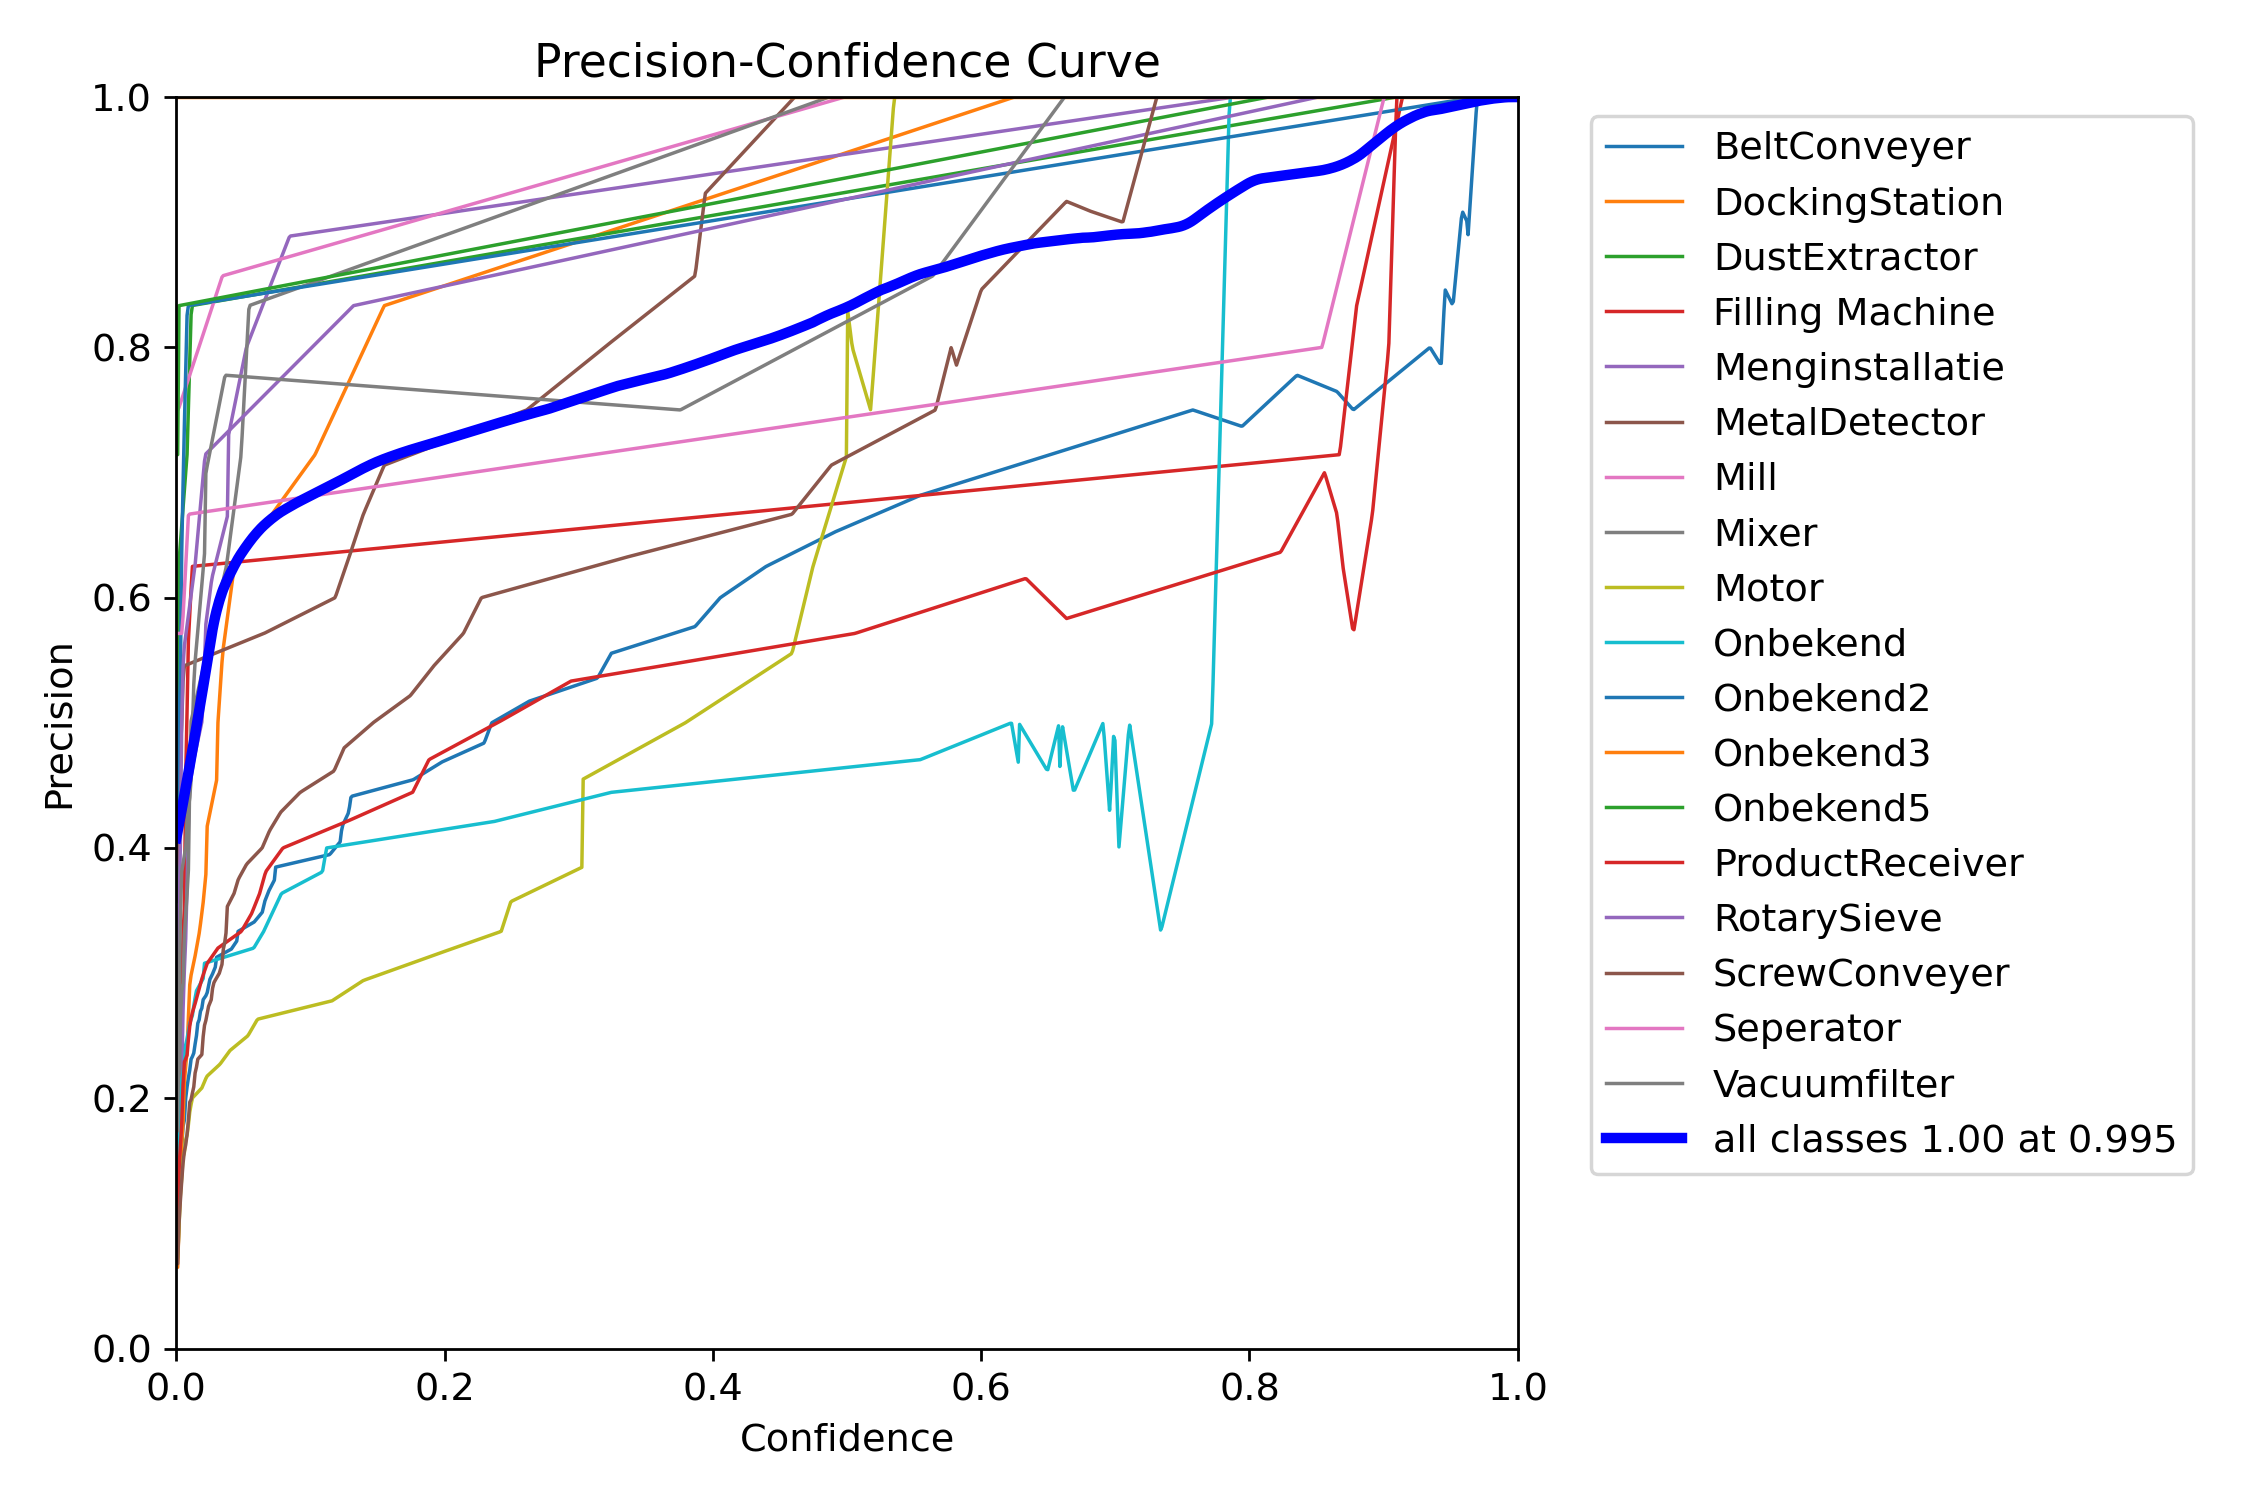 Precision-Confidence Curve
1.0
0.8
0.6
0.4
0.2
0.0
Precision
0.0 0.2 0.4 0.6 0.8 1.0
Confidence
BeltConveyer
DockingStation
DustExtractor
Filling Machine
Menginstallatie
MetalDetector
Mill
Mixer
Motor
Onbekend
Onbekend2
Onbekend3
Onbekend5
ProductReceiver
RotarySieve
ScrewConveyer
Seperator
Vacuumfilter
all classes 1.00 at 0.995